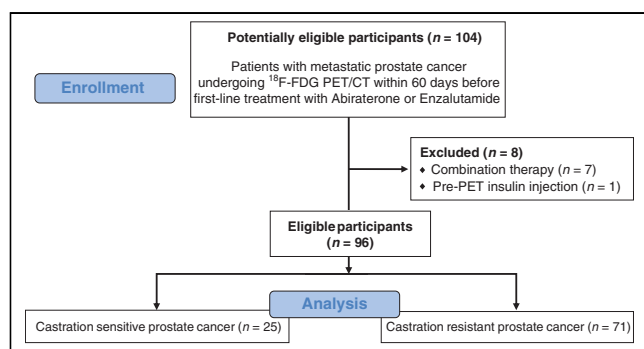 Potentially eligible participants (n = 104)
Patients with metastatic prostate cancer
undergoing ¹⁸F-FDG PET/CT within 60 days before
first-line treatment with Abiraterone or Enzalutamide
Enrollment
Excluded (n = 8)
♦ Combination therapy (n = 7)
♦ Pre-PET insulin injection (n = 1)
Eligible participants
(n = 96)
Analysis
Castration sensitive prostate cancer (n = 25)
Castration resistant prostate cancer (n = 71)